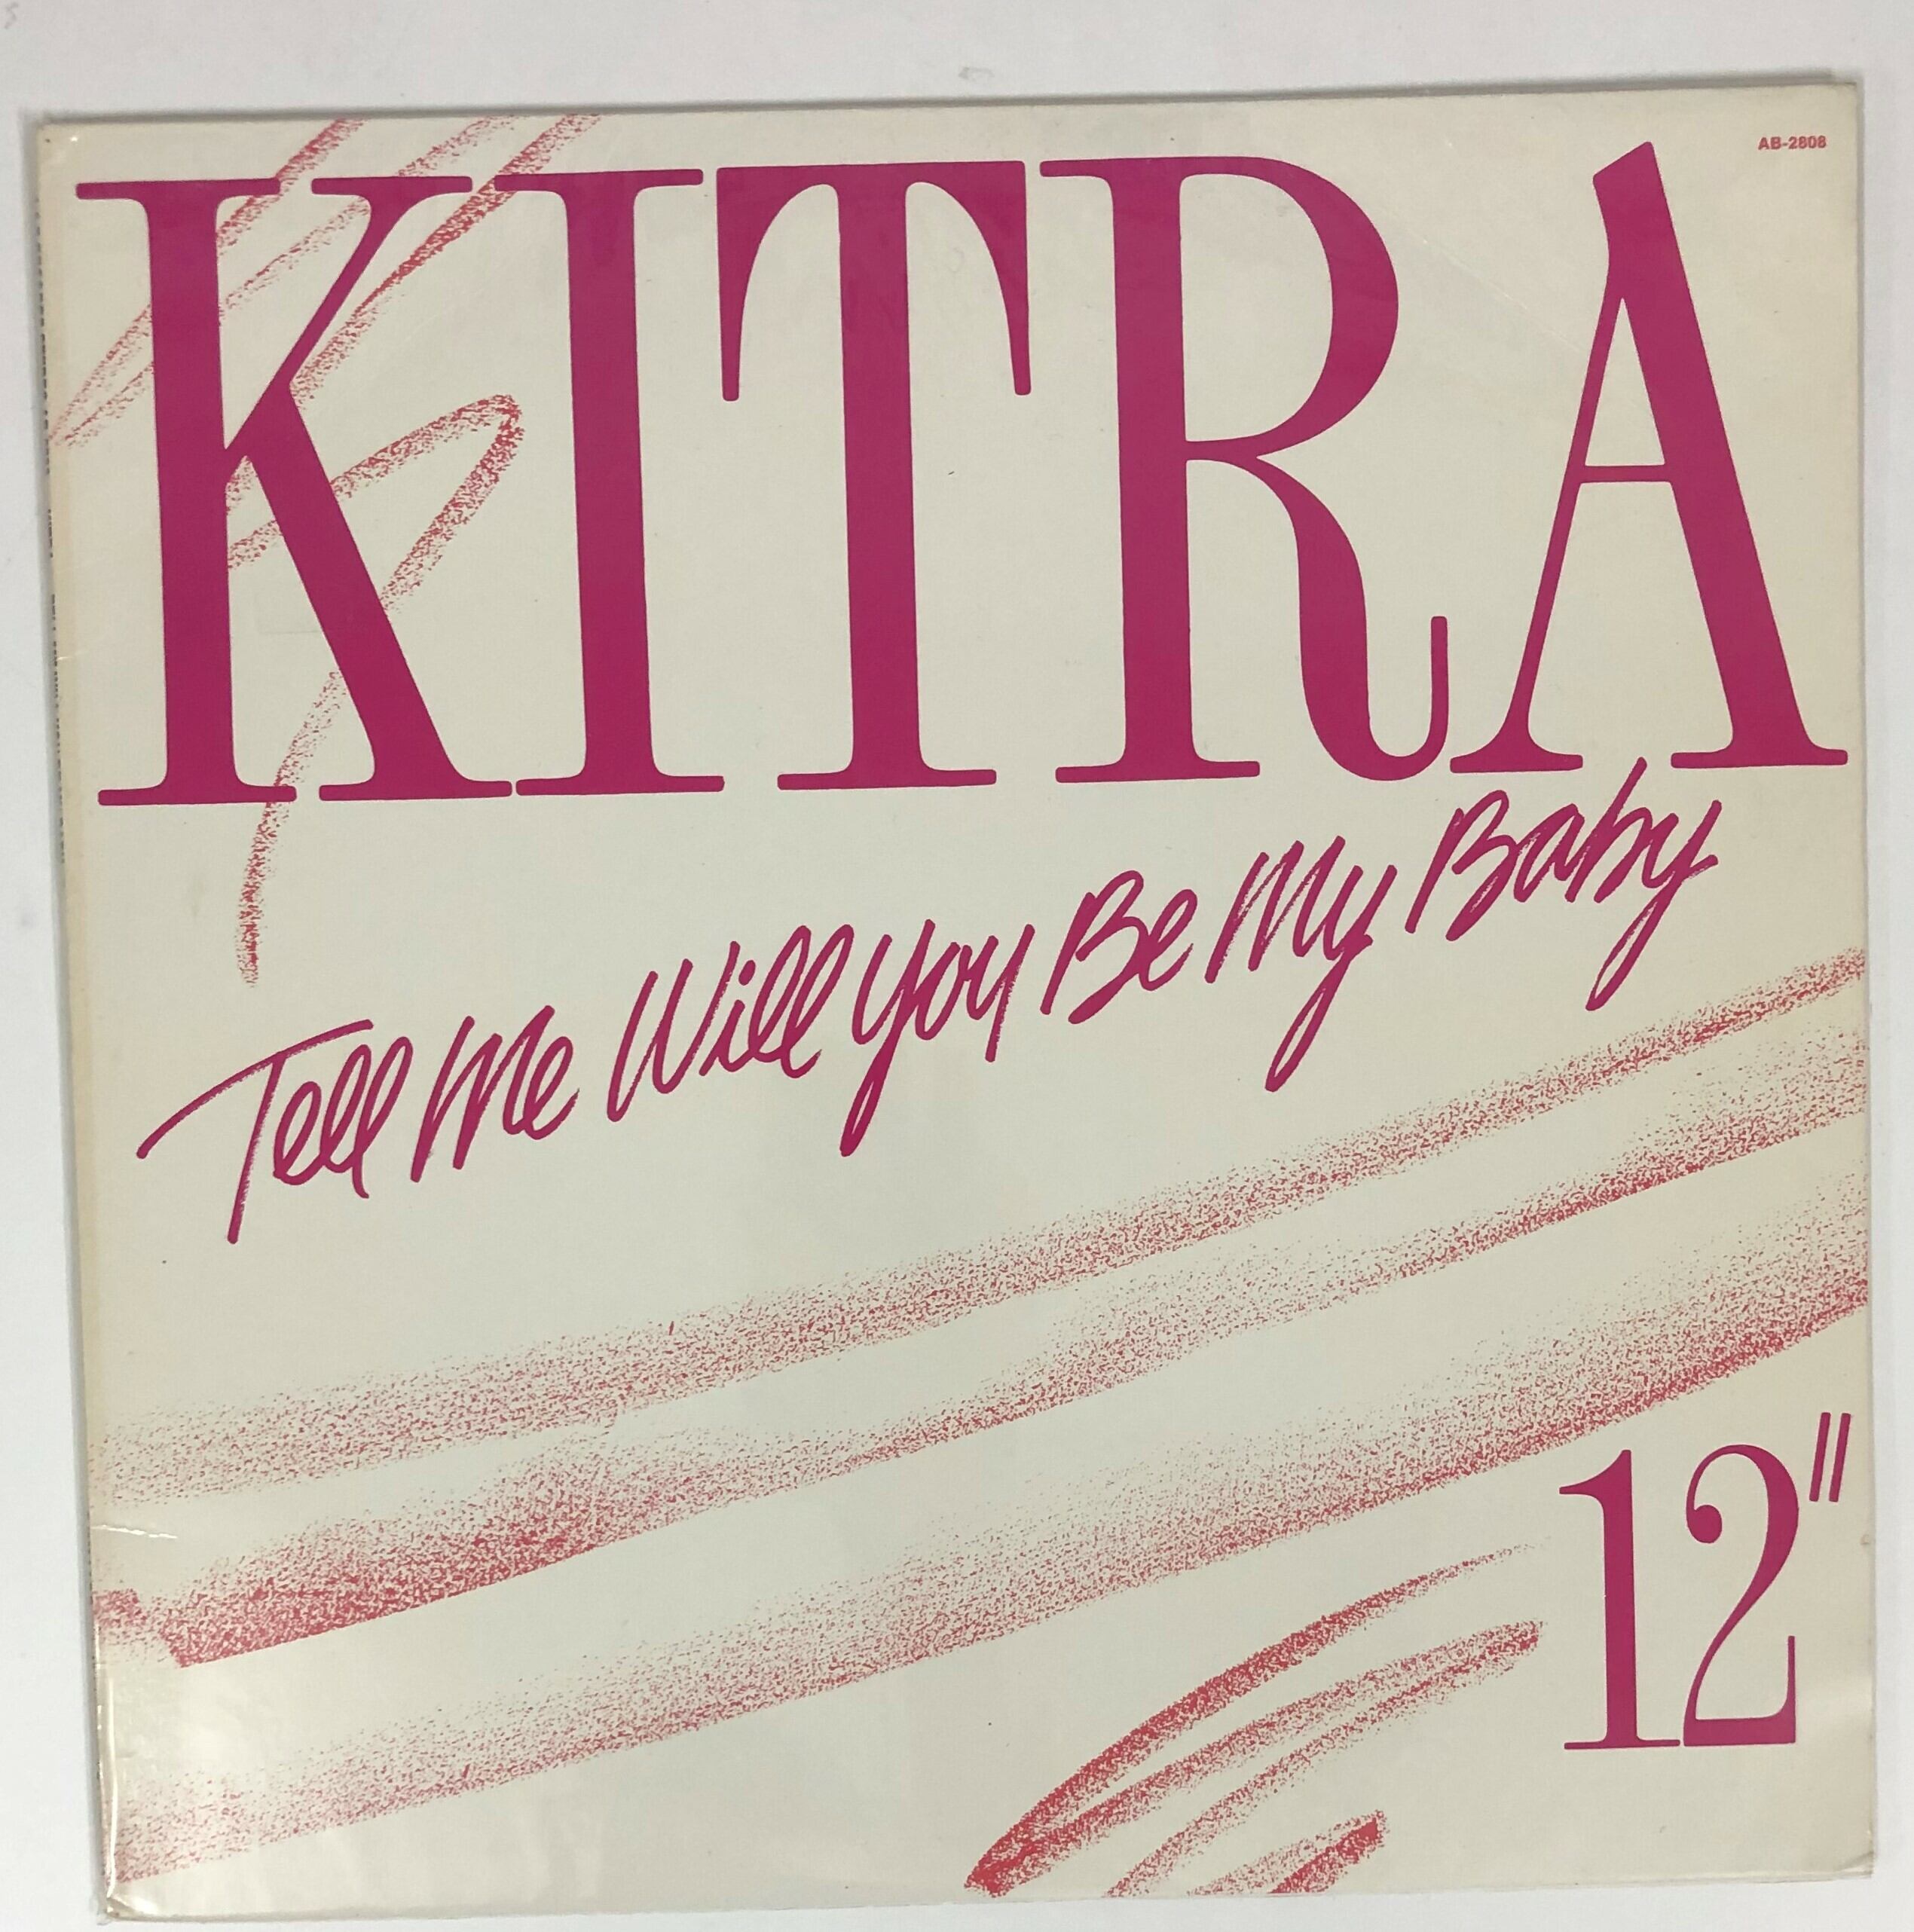 AB-2808
KITRA
Tell Me Will You Be My Baby
12"